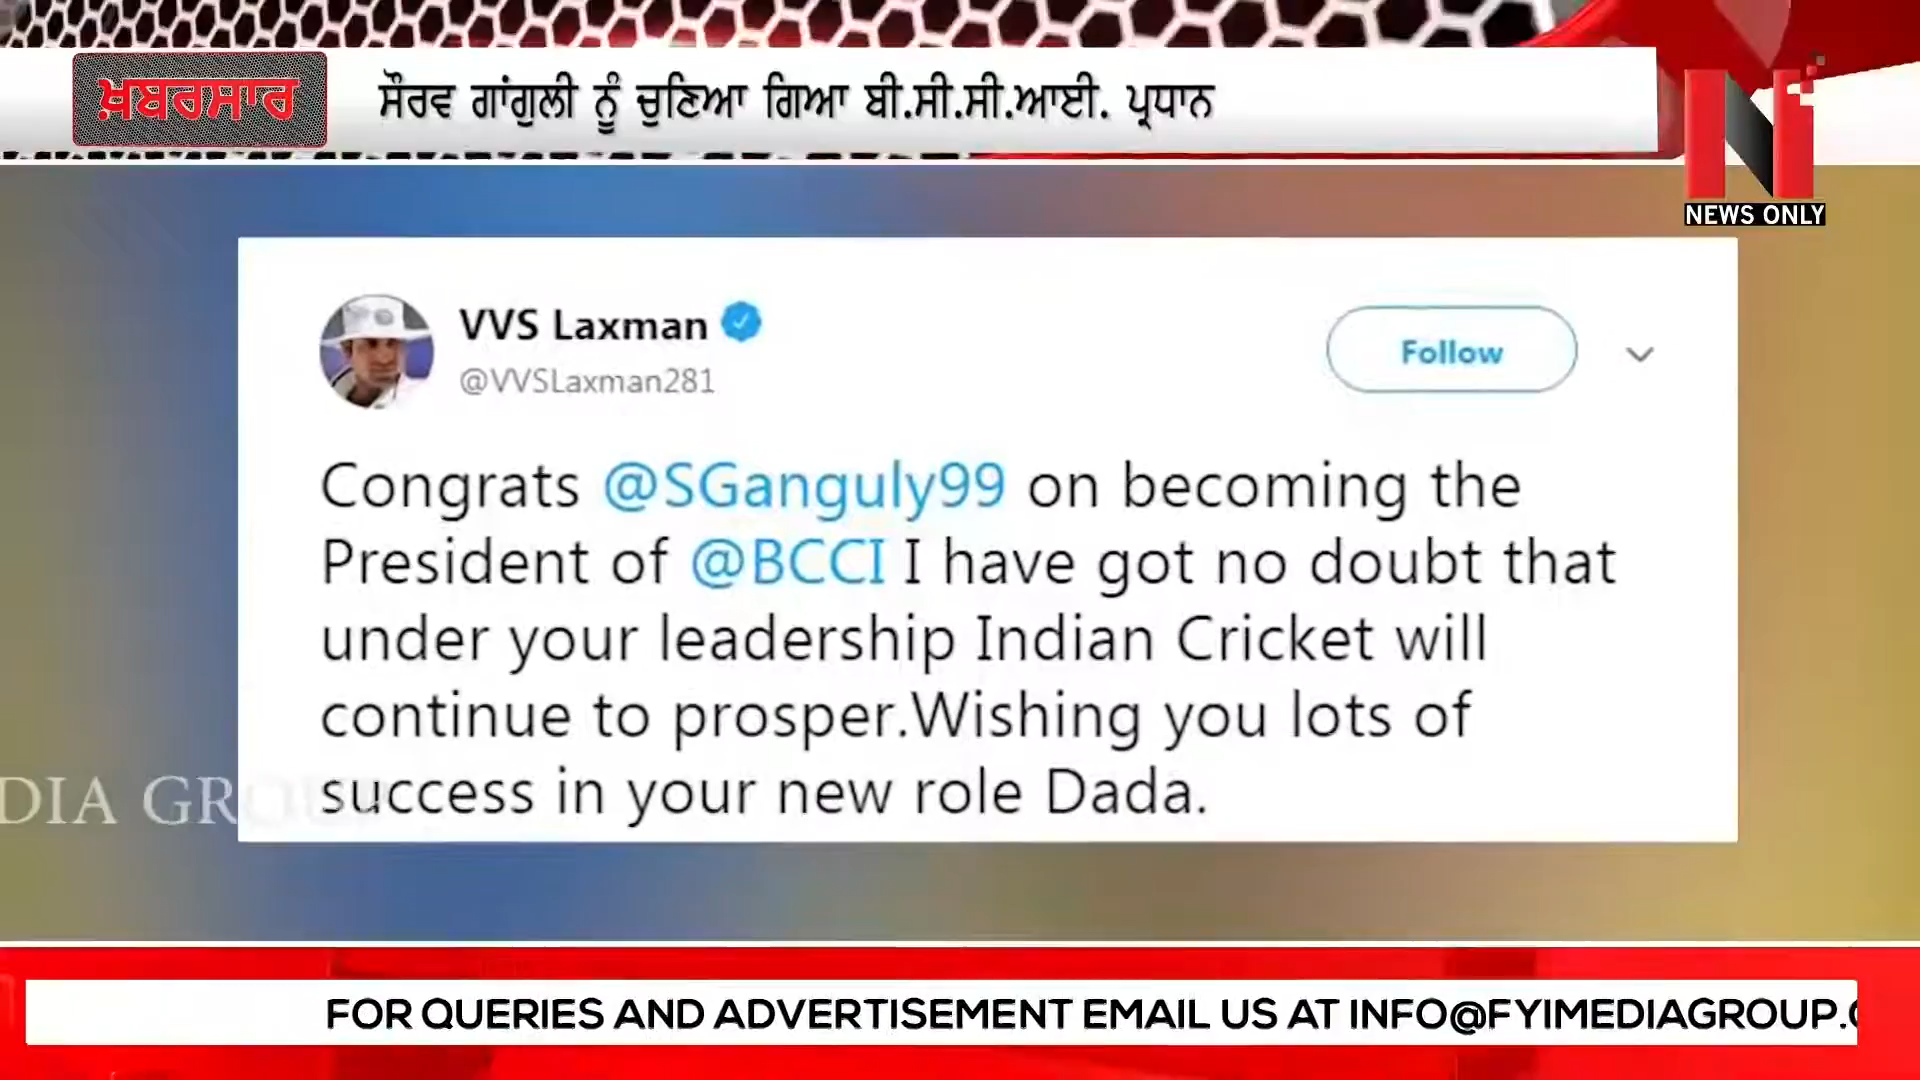 ਖ਼ਬਰਸਾਰ
ਸੌਰਵ ਗਾਂਗੁਲੀ ਨੂੰ ਚੁਣਿਆ ਗਿਆ ਬੀ.ਸੀ.ਸੀ.ਆਈ. ਪ੍ਰਧਾਨ
N
NEWS ONLY
VVS Laxman
@VVSLaxman281
Follow
Congrats @SGanguly99 on becoming the
President of @BCCI I have got no doubt that
under your leadership Indian Cricket will
continue to prosper.Wishing you lots of
success in your new role Dada.
DIA GROUP
FOR QUERIES AND ADVERTISEMENT EMAIL US AT INFO@FYIMEDIAGROUP.